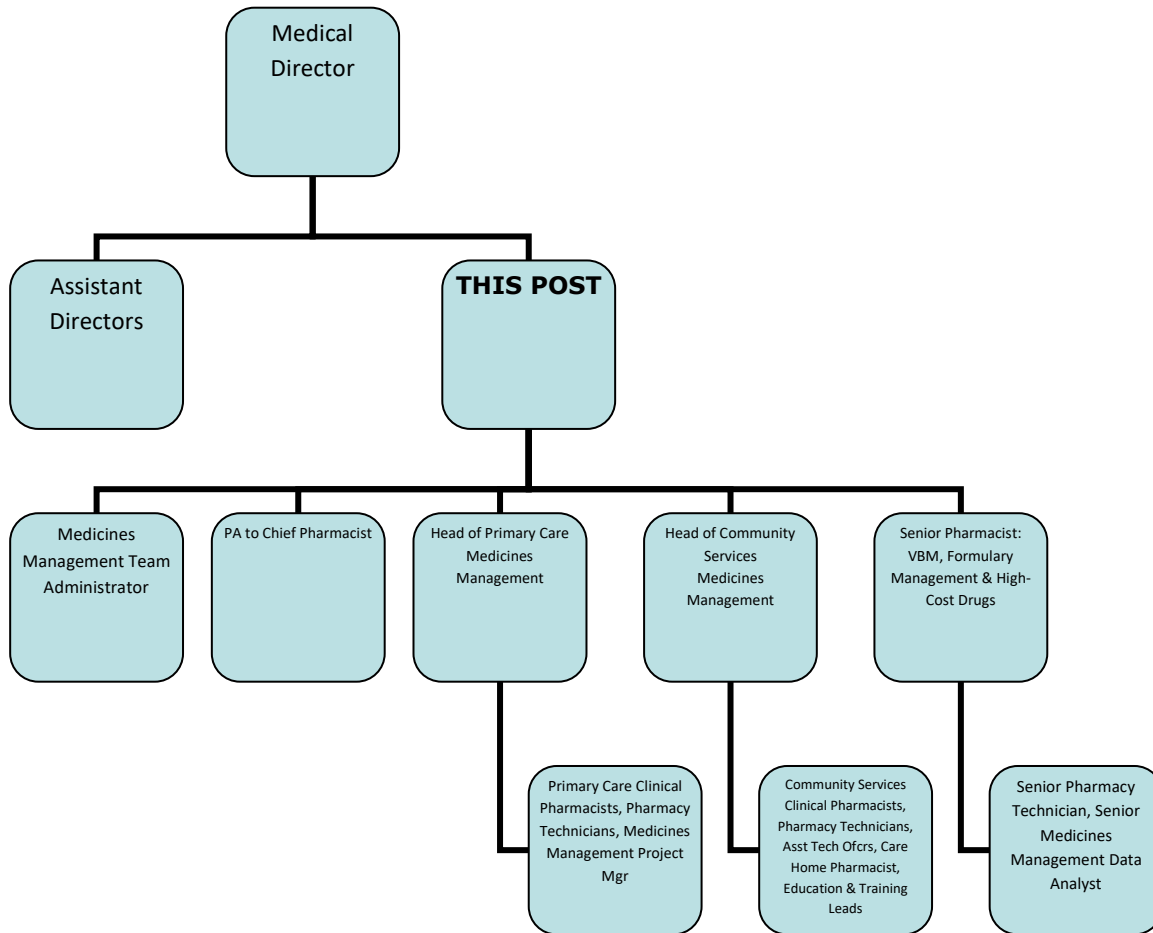 Medical
Director
Assistant
Directors
THIS POST
Medicines
Management Team
Administrator
PA to Chief Pharmacist
Head of Primary Care
Medicines
Management
Head of Community
Services
Medicines
Management
Senior Pharmacist:
VBM, Formulary
Management & High-
Cost Drugs
Primary Care Clinical
Pharmacists, Pharmacy
Technicians, Medicines
Management Project
Mgr
Community Services
Clinical Pharmacists,
Pharmacy Technicians,
Asst Tech Ofcrs, Care
Home Pharmacist,
Education & Training
Leads
Senior Pharmacy
Technician, Senior
Medicines
Management Data
Analyst